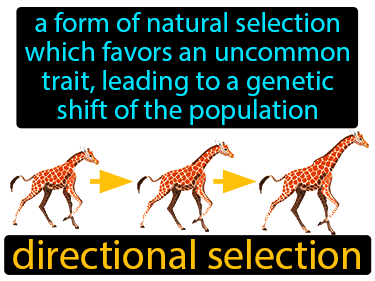 a form of natural selection
which favors an uncommon
trait, leading to a genetic
shift of the population
directional selection